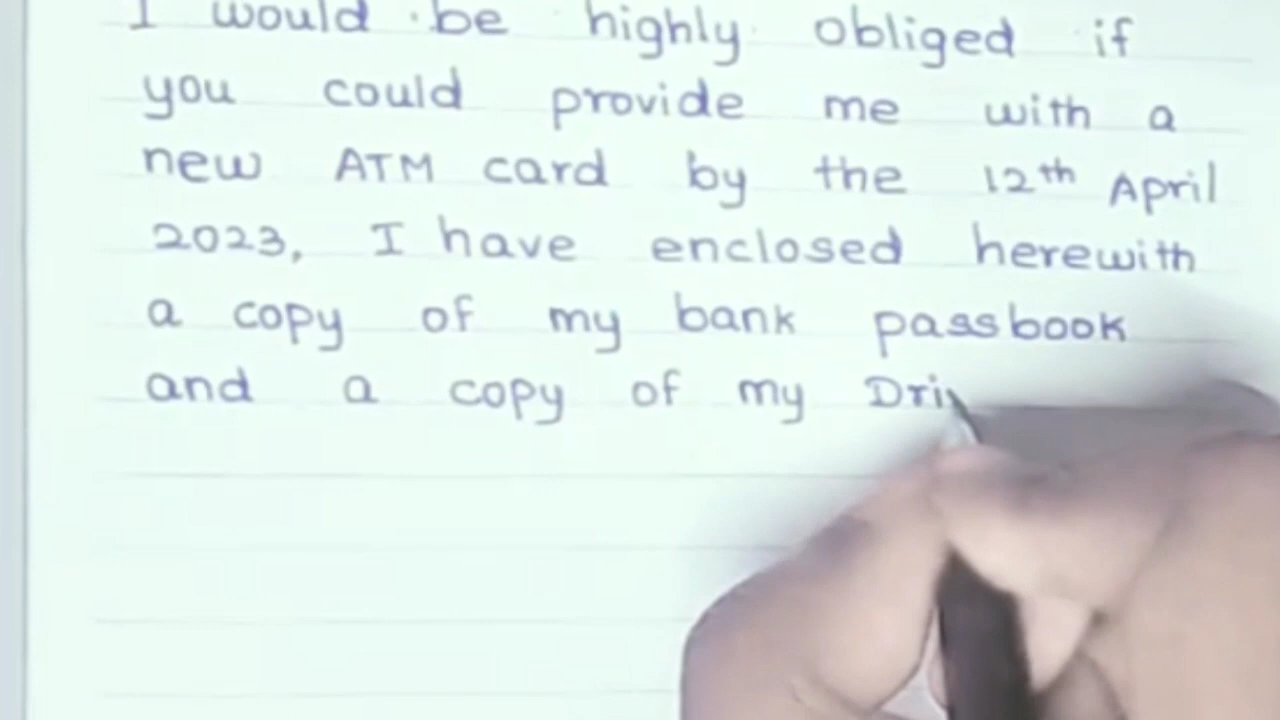 I would be highly obliged if
you could provide me with a
new ATM card by the 12th April
2023, I have enclosed herewith
a copy of my bank passbook
and a copy of my Driv